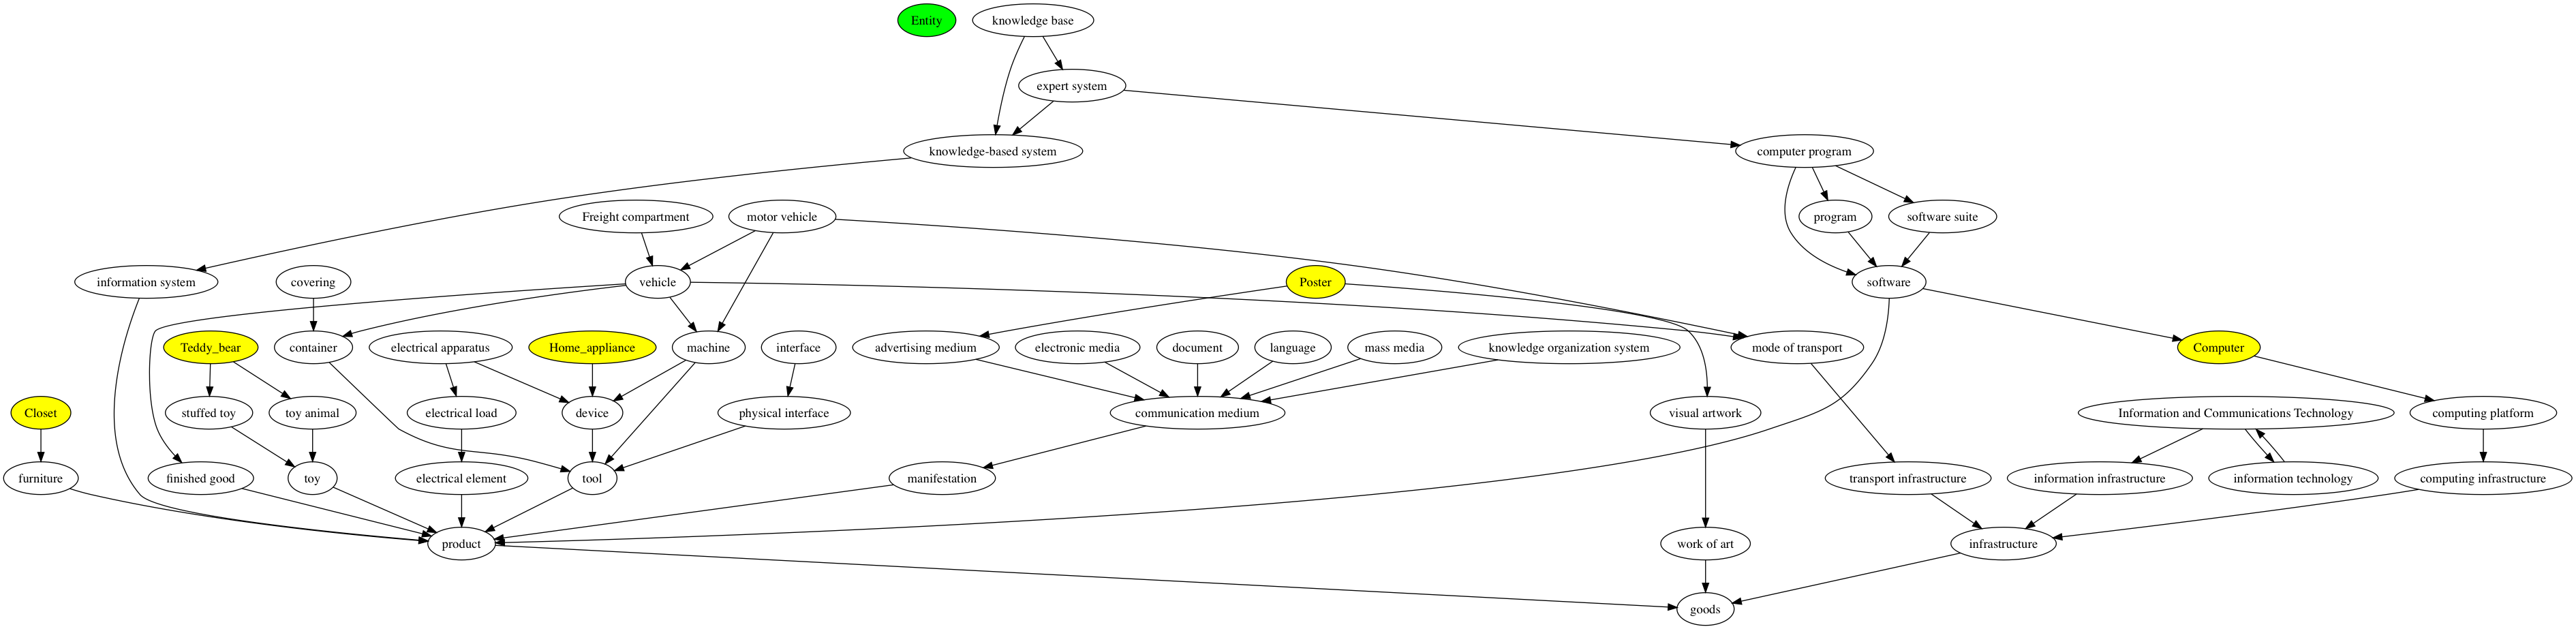 Entity
knowledge base
expert system
knowledge-based system
computer program
Freight compartment
motor vehicle
program
software suite
information system
covering
vehicle
Poster
software
Teddy_bear
container
electrical apparatus
Home_appliance
machine
interface
advertising medium
electronic media
document
language
mass media
knowledge organization system
mode of transport
Computer
Closet
stuffed toy
toy animal
electrical load
device
physical interface
communication medium
visual artwork
Information and Communications Technology
computing platform
furniture
finished good
toy
electrical element
tool
manifestation
transport infrastructure
information infrastructure
information technology
computing infrastructure
product
work of art
infrastructure
goods